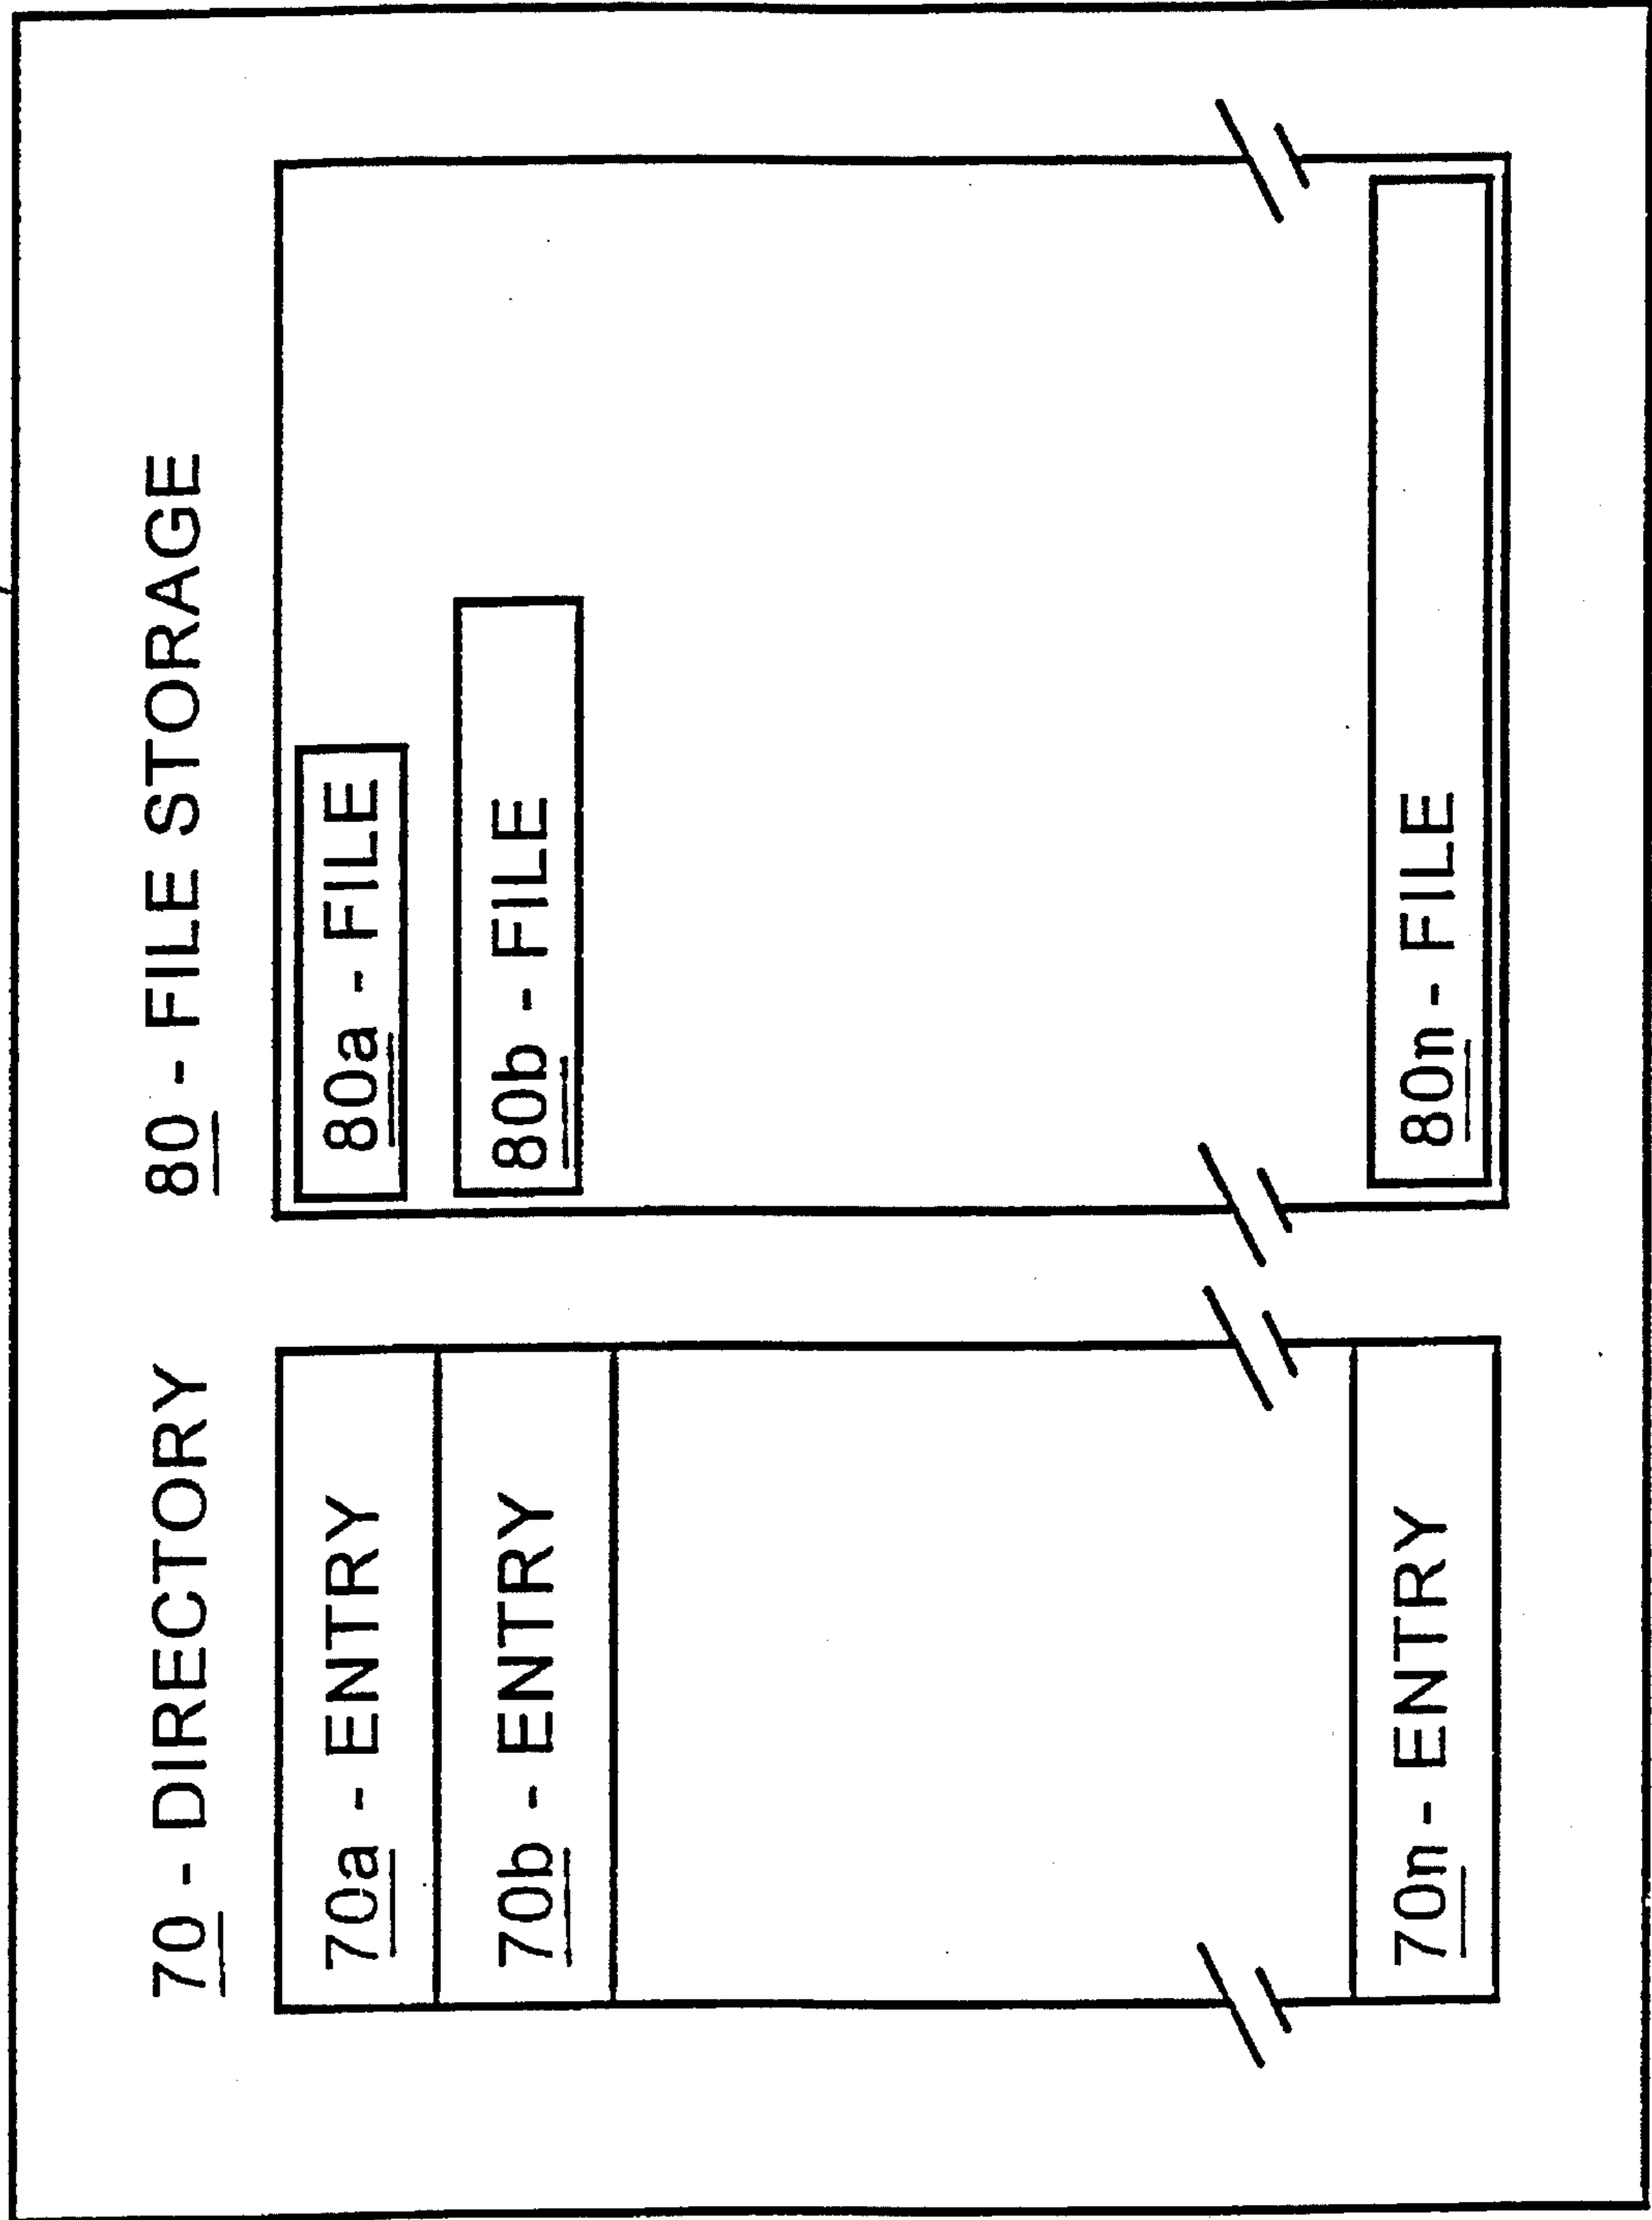 70 - DIRECTORY
70a - ENTRY
70b - ENTRY
70n - ENTRY
80 - FILE STORAGE
80a - FILE
80b - FILE
80n - FILE